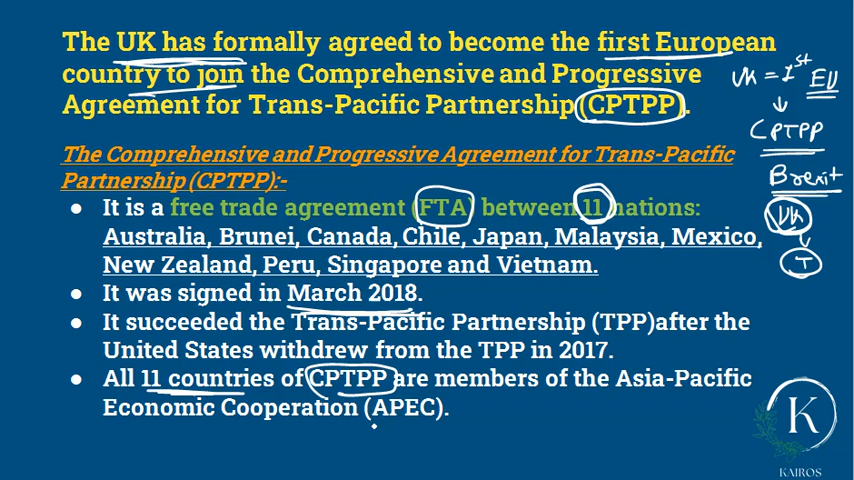 The UK has formally agreed to become the first European
country to join the Comprehensive and Progressive
Agreement for Trans-Pacific Partnership (CPTPP).
UK = 1st EU
↓
CPTPP
Brexit
UK
↓
T
The Comprehensive and Progressive Agreement for Trans-Pacific
Partnership (CPTPP):-
● It is a free trade agreement (FTA) between 11 nations:
Australia, Brunei, Canada, Chile, Japan, Malaysia, Mexico,
New Zealand, Peru, Singapore and Vietnam.
● It was signed in March 2018.
● It succeeded the Trans-Pacific Partnership (TPP)after the
United States withdrew from the TPP in 2017.
● All 11 countries of CPTPP are members of the Asia-Pacific
Economic Cooperation (APEC).
K
KAIROS